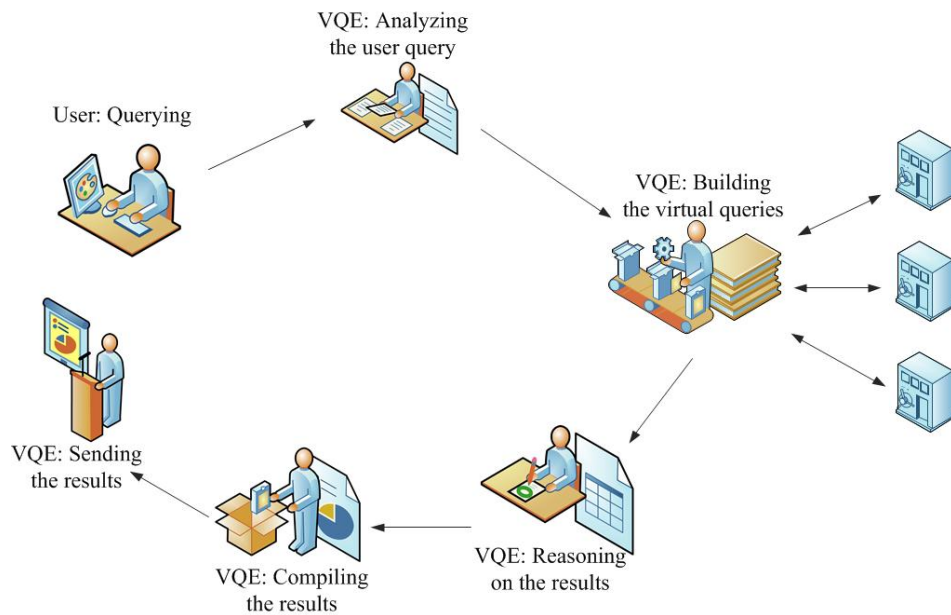 VQE: Analyzing
the user query
User: Querying
VQE: Building
the virtual queries
VQE: Sending
the results
VQE: Compiling
the results
VQE: Reasoning
on the results